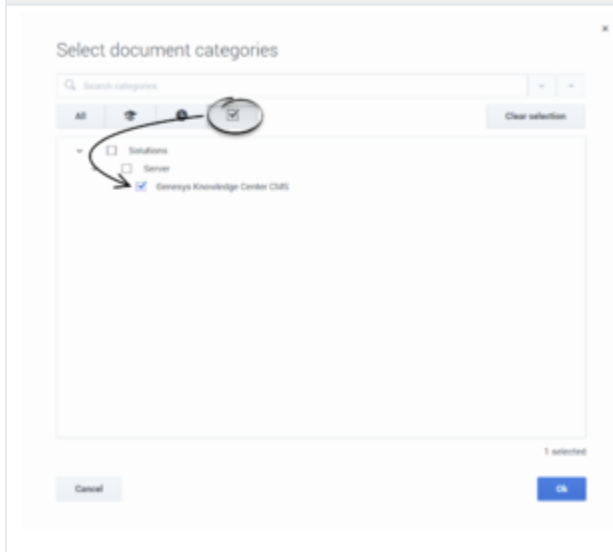 Select document categories
Search categories
All
Clear selection
Solutions
Server
Genesys Knowledge Center CMS
1 selected
Cancel
Ok